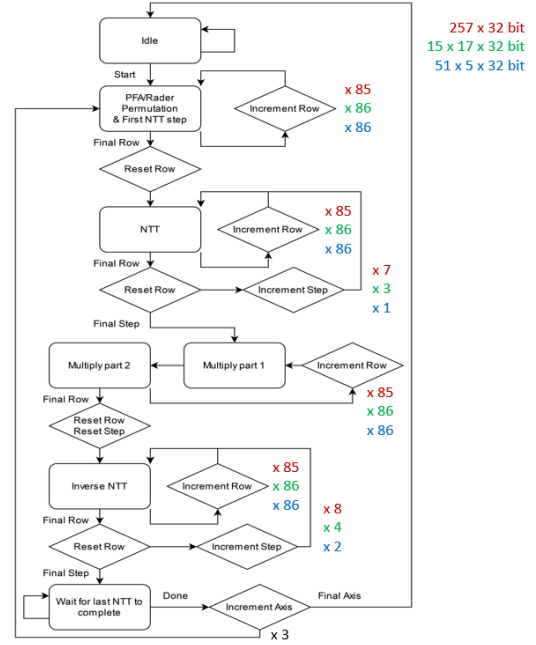 257 x 32 bit
15 x 17 x 32 bit
51 x 5 x 32 bit
Idle
Start
PFA/Rader
Permutation
& First NTT step
Increment Row
x 85
x 86
x 86
Final Row
Reset Row
NTT
Increment Row
x 85
x 86
x 86
Final Row
Reset Row
Increment Step
x 7
x 3
x 1
Final Step
Multiply part 2
Multiply part 1
Increment Row
x 85
x 86
x 86
Final Row
Reset Row
Reset Step
Inverse NTT
Increment Row
x 85
x 86
x 86
Final Row
Reset Row
Increment Step
x 8
x 4
x 2
Final Step
Wait for last NTT to
complete
Done
Increment Axis
Final Axis
x 3